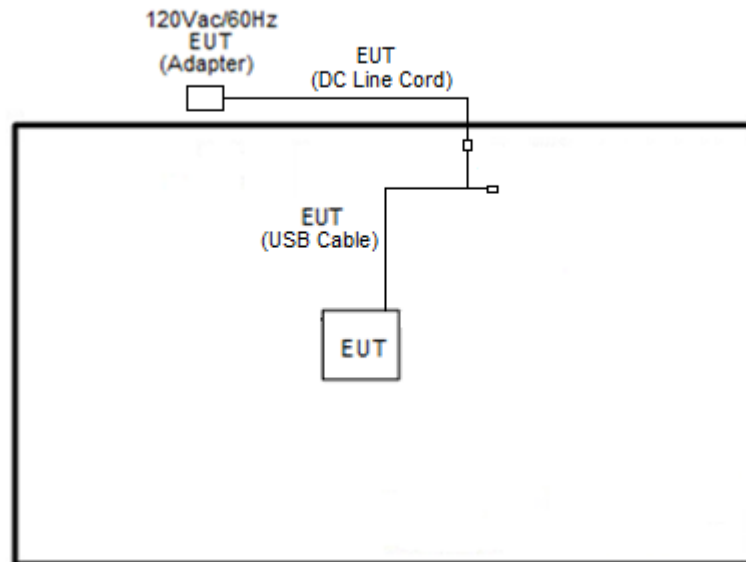 120Vac/60Hz
EUT
(Adapter)
EUT
(DC Line Cord)
EUT
(USB Cable)
EUT